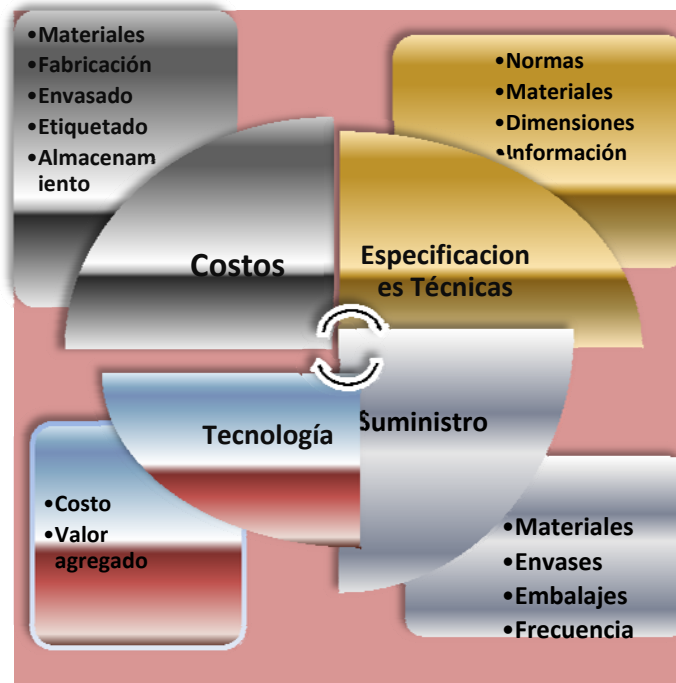 •Materiales
•Fabricación
•Envasado
•Etiquetado
•Almacenam
iento
•Normas
•Materiales
•Dimensiones
•Información
Costos
Especificacion
es Técnicas
Tecnología
Suministro
•Costo
•Valor
agregado
•Materiales
•Envases
•Embalajes
•Frecuencia